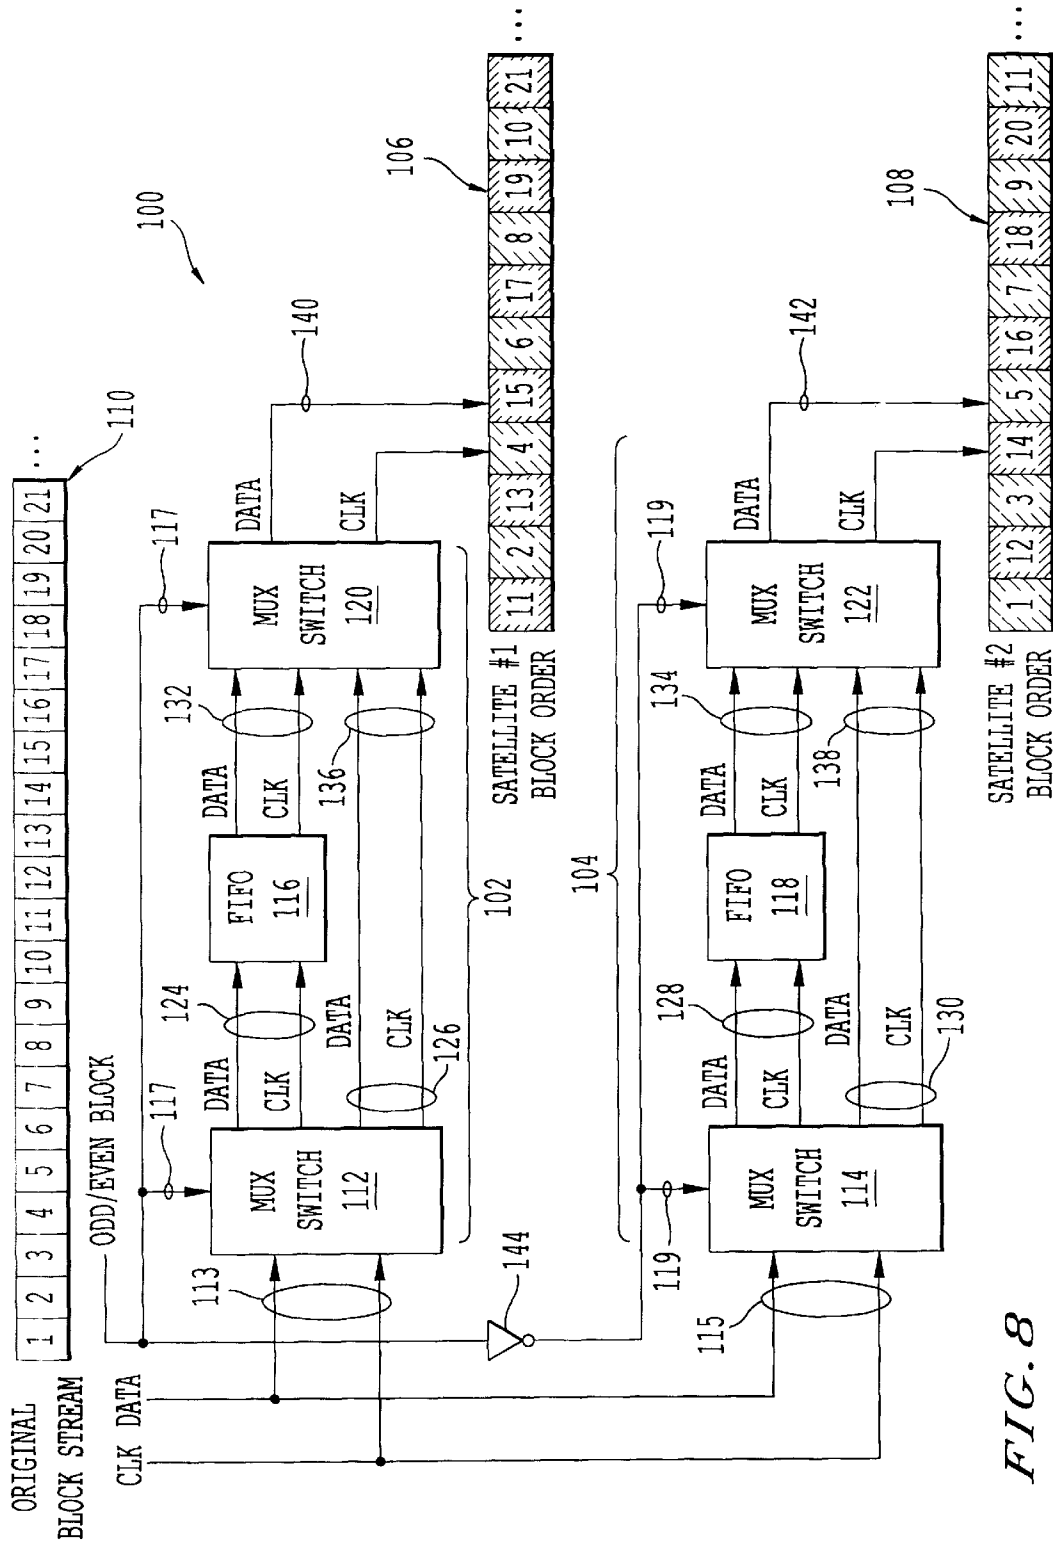 ORIGINAL
BLOCK STREAM
1 2 3 4 5 6 7 8 9 10 11 12 13 14 15 16 17 18 19 20 21 ...
110
100
ODD/EVEN BLOCK
CLK DATA
117
117
113
MUX
SWITCH
112
DATA
124
CLK
DATA
CLK
126
FIFO
116
DATA
132
CLK
136
MUX
SWITCH
120
DATA
CLK
140
102
106
SATELLITE #1
BLOCK ORDER
11 2 13 4 15 6 17 8 19 10 21 ...
144
104
119
119
115
MUX
SWITCH
114
DATA
128
CLK
DATA
CLK
130
FIFO
118
DATA
134
CLK
138
MUX
SWITCH
122
DATA
CLK
142
108
SATELLITE #2
BLOCK ORDER
1 12 3 14 5 16 7 18 9 20 11 ...
FIG. 8